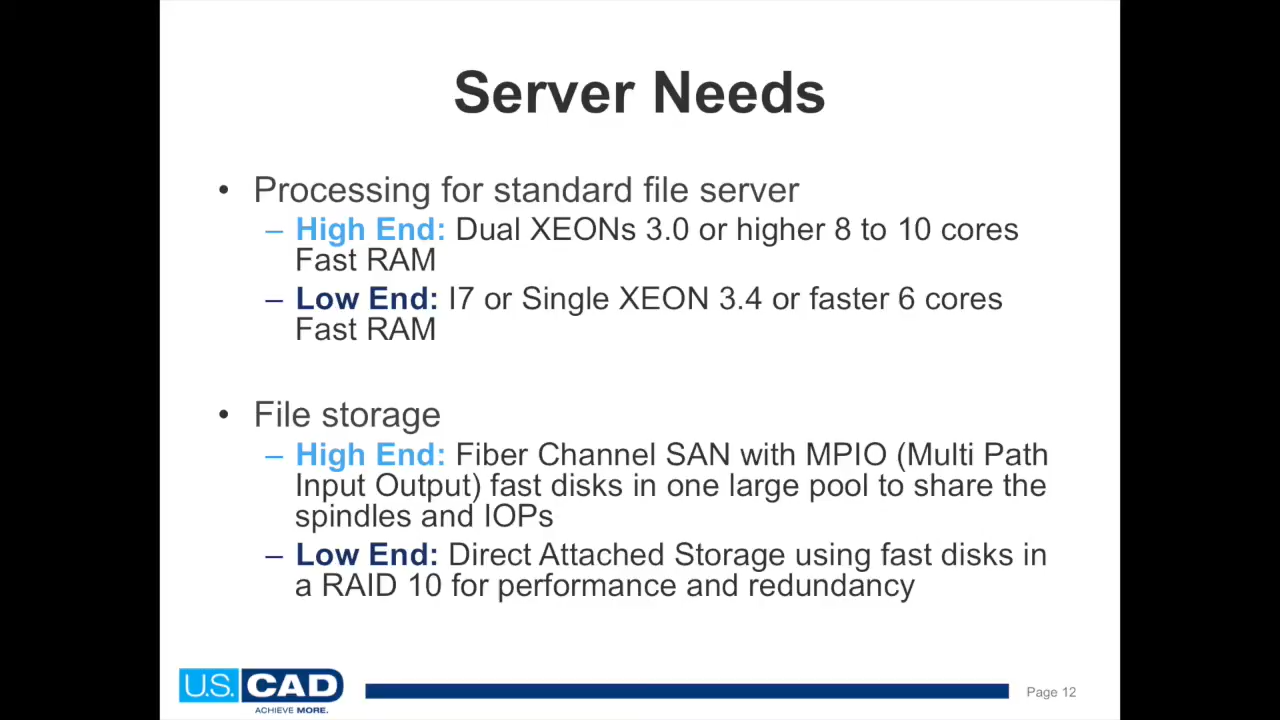 Server Needs
• Processing for standard file server
– High End: Dual XEONs 3.0 or higher 8 to 10 cores
Fast RAM
– Low End: I7 or Single XEON 3.4 or faster 6 cores
Fast RAM
• File storage
– High End: Fiber Channel SAN with MPIO (Multi Path
Input Output) fast disks in one large pool to share the
spindles and IOPs
– Low End: Direct Attached Storage using fast disks in
a RAID 10 for performance and redundancy
U.S. CAD
ACHIEVE MORE.
Page 12